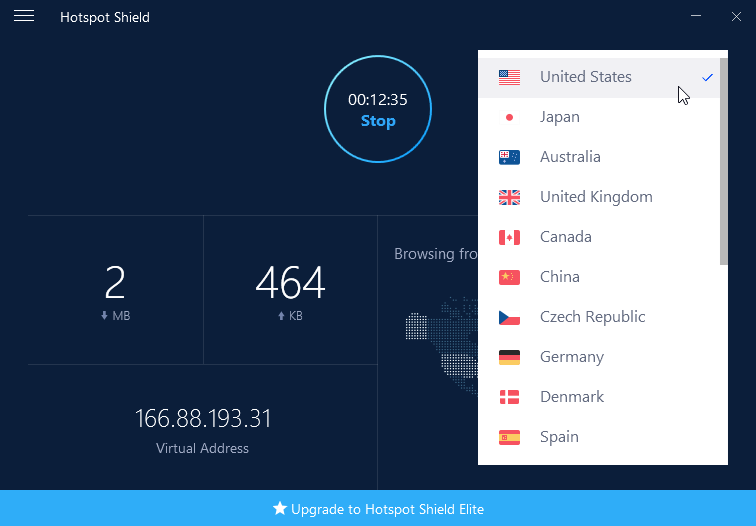 Hotspot Shield
00:12:35
Stop
United States
Japan
Australia
United Kingdom
Canada
China
Czech Republic
Germany
Denmark
Spain
2
MB
464
KB
Browsing fro
166.88.193.31
Virtual Address
Upgrade to Hotspot Shield Elite